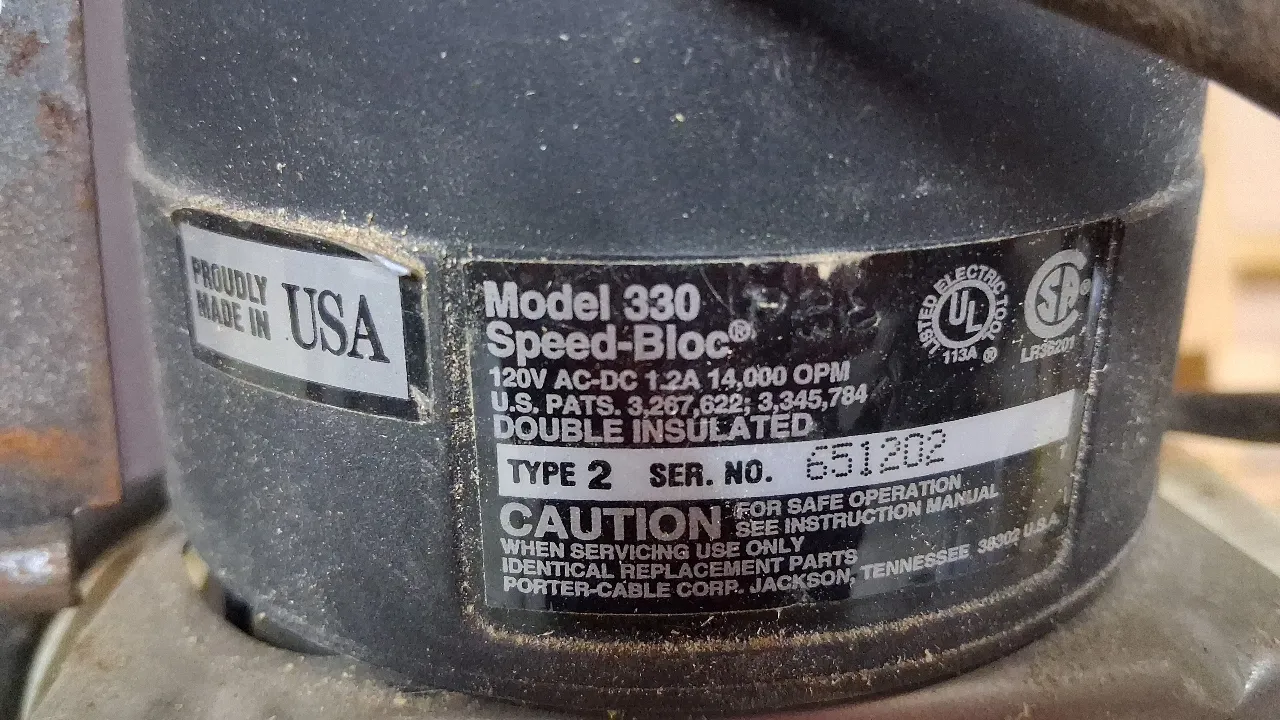 PROUDLY
MADE IN USA
Model 330
Speed-Bloc®
120V AC-DC 1.2A 14,000 OPM
U.S. PATS. 3,267,622; 3,345,784
DOUBLE INSULATED
LISTED ELECTRIC TOOL
UL
113A ®
SA ®
LR36201
TYPE 2 SER. NO. 651202
CAUTION FOR SAFE OPERATION
SEE INSTRUCTION MANUAL
WHEN SERVICING USE ONLY
IDENTICAL REPLACEMENT PARTS
PORTER-CABLE CORP. JACKSON, TENNESSEE 38302 U.S.A.